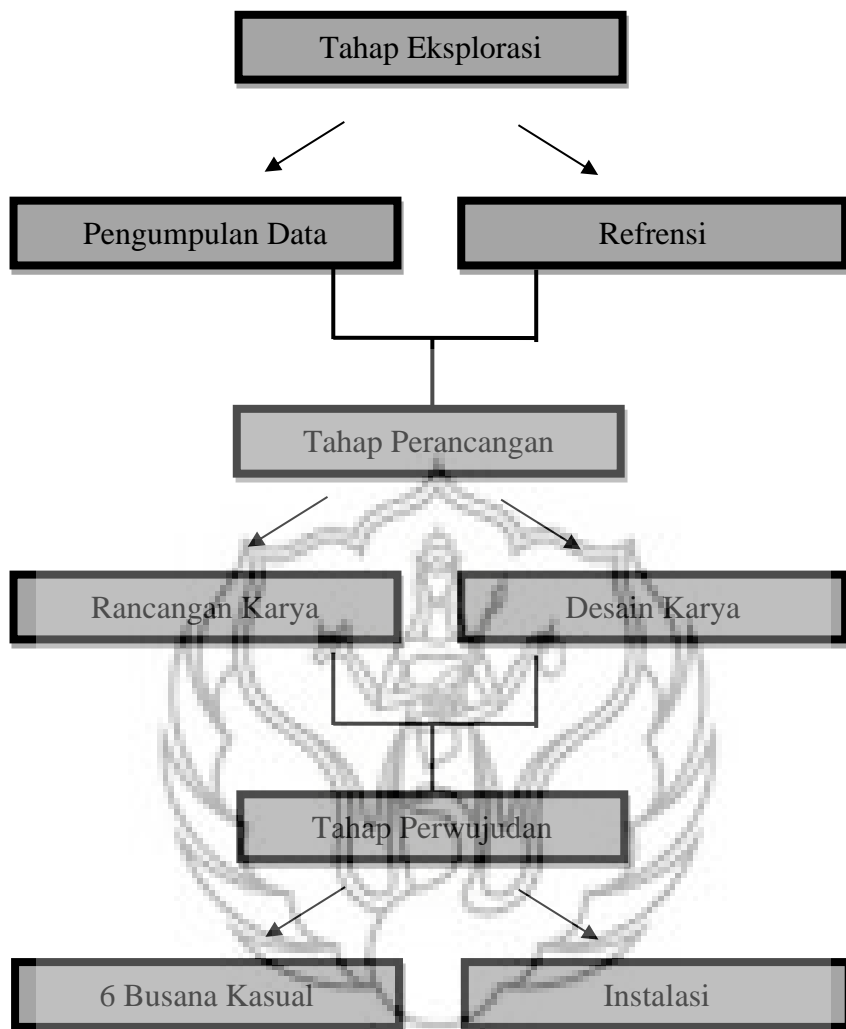 Tahap Eksplorasi
Pengumpulan Data
Refrensi
Tahap Perancangan
Rancangan Karya
Desain Karya
Tahap Perwujudan
6 Busana Kasual
Instalasi